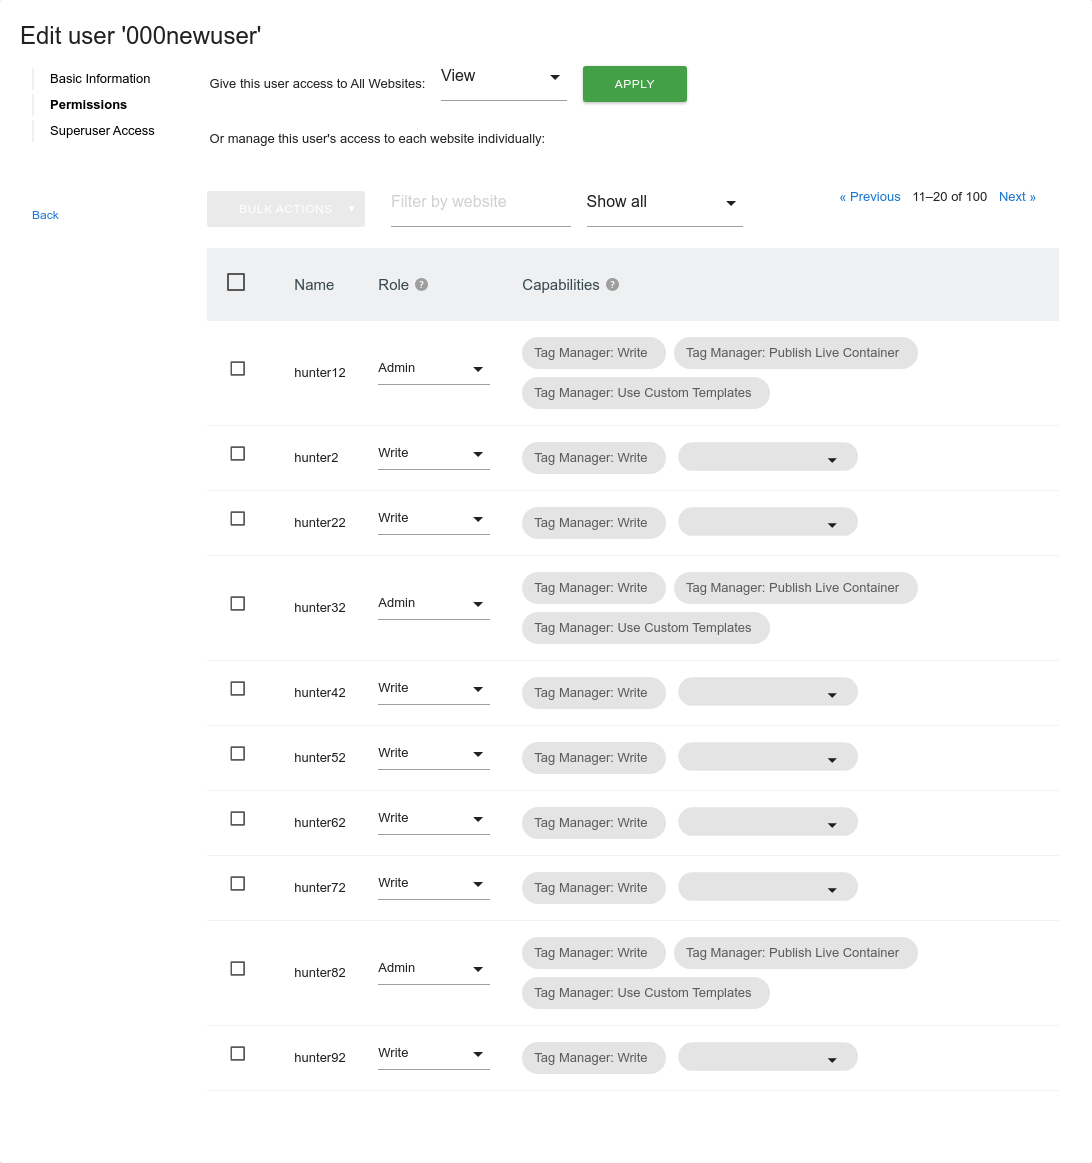 Edit user '000newuser'
Basic Information
Permissions
Superuser Access
Back
Give this user access to All Websites: View APPLY
Or manage this user's access to each website individually:
BULK ACTIONS Filter by website Show all « Previous 11–20 of 100 Next »
Name Role ? Capabilities ?
hunter12 Admin Tag Manager: Write Tag Manager: Publish Live Container
Tag Manager: Use Custom Templates
hunter2 Write Tag Manager: Write
hunter22 Write Tag Manager: Write
hunter32 Admin Tag Manager: Write Tag Manager: Publish Live Container
Tag Manager: Use Custom Templates
hunter42 Write Tag Manager: Write
hunter52 Write Tag Manager: Write
hunter62 Write Tag Manager: Write
hunter72 Write Tag Manager: Write
hunter82 Admin Tag Manager: Write Tag Manager: Publish Live Container
Tag Manager: Use Custom Templates
hunter92 Write Tag Manager: Write